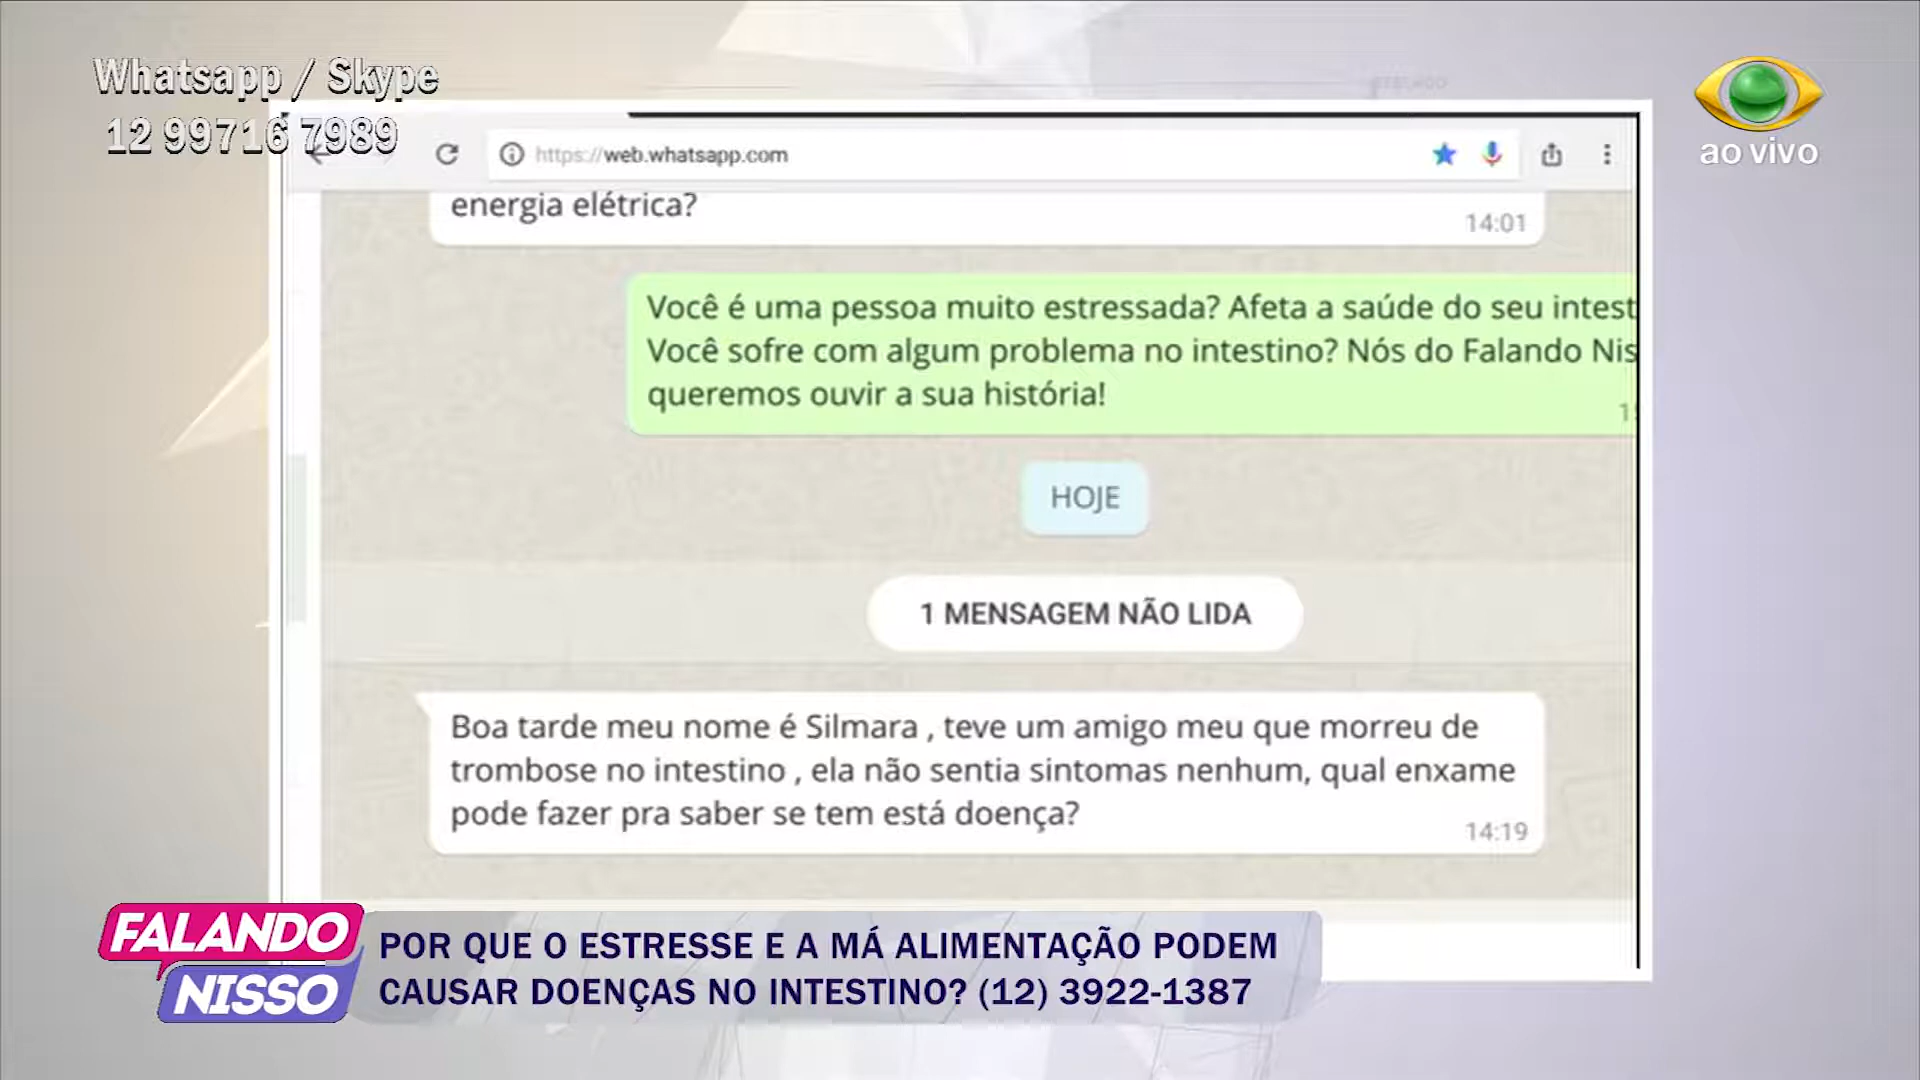 Whatsapp / Skype
12 99716 7989
ao vivo
https://web.whatsapp.com
energia elétrica?
14:01
Você é uma pessoa muito estressada? Afeta a saúde do seu intest
Você sofre com algum problema no intestino? Nós do Falando Nis
queremos ouvir a sua história!
HOJE
1 MENSAGEM NÃO LIDA
Boa tarde meu nome é Silmara , teve um amigo meu que morreu de
trombose no intestino , ela não sentia sintomas nenhum, qual enxame
pode fazer pra saber se tem está doença?
14:19
FALANDO
NISSO
POR QUE O ESTRESSE E A MÁ ALIMENTAÇÃO PODEM
CAUSAR DOENÇAS NO INTESTINO? (12) 3922-1387